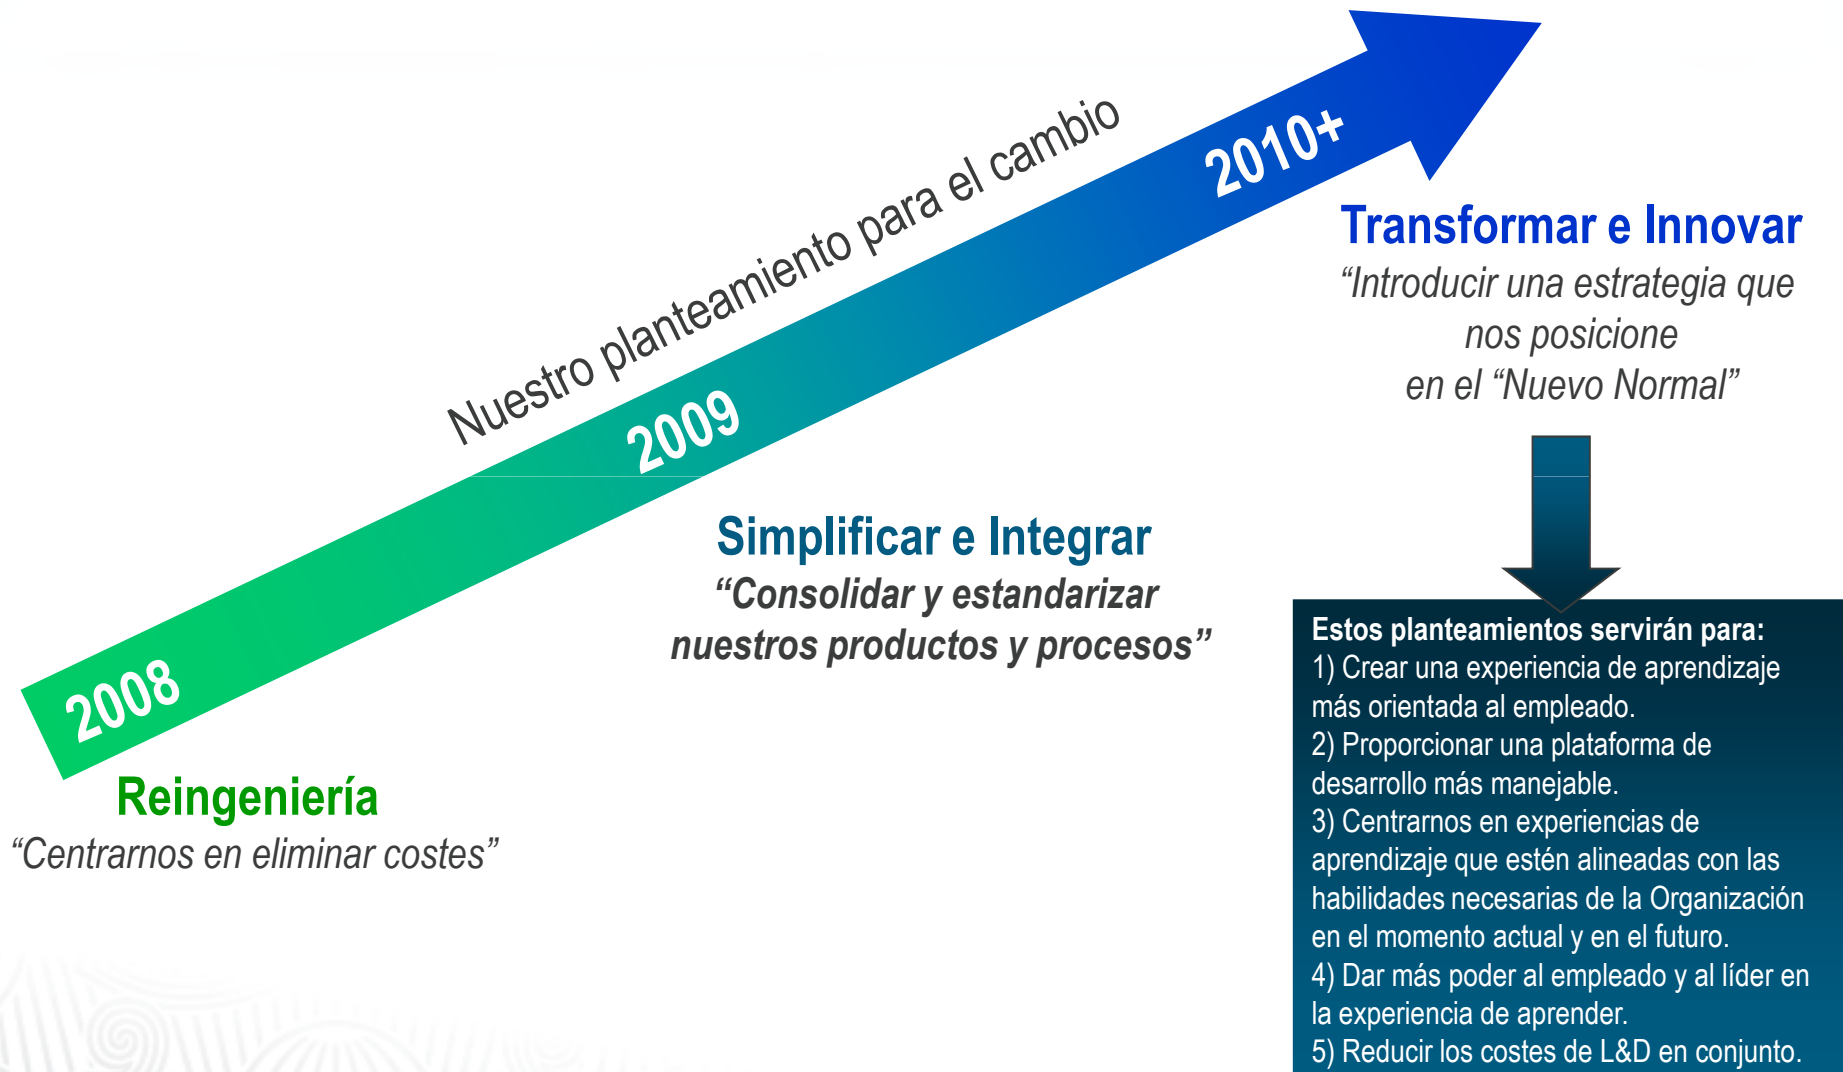 Nuestro planteamiento para el cambio
2008
2009
2010+
Reingeniería
“Centrarnos en eliminar costes”
Simplificar e Integrar
“Consolidar y estandarizar
nuestros productos y procesos”
Transformar e Innovar
“Introducir una estrategia que
nos posicione
en el “Nuevo Normal”
Estos planteamientos servirán para:
1) Crear una experiencia de aprendizaje
más orientada al empleado.
2) Proporcionar una plataforma de
desarrollo más manejable.
3) Centrarnos en experiencias de
aprendizaje que estén alineadas con las
habilidades necesarias de la Organización
en el momento actual y en el futuro.
4) Dar más poder al empleado y al líder en
la experiencia de aprender.
5) Reducir los costes de L&D en conjunto.